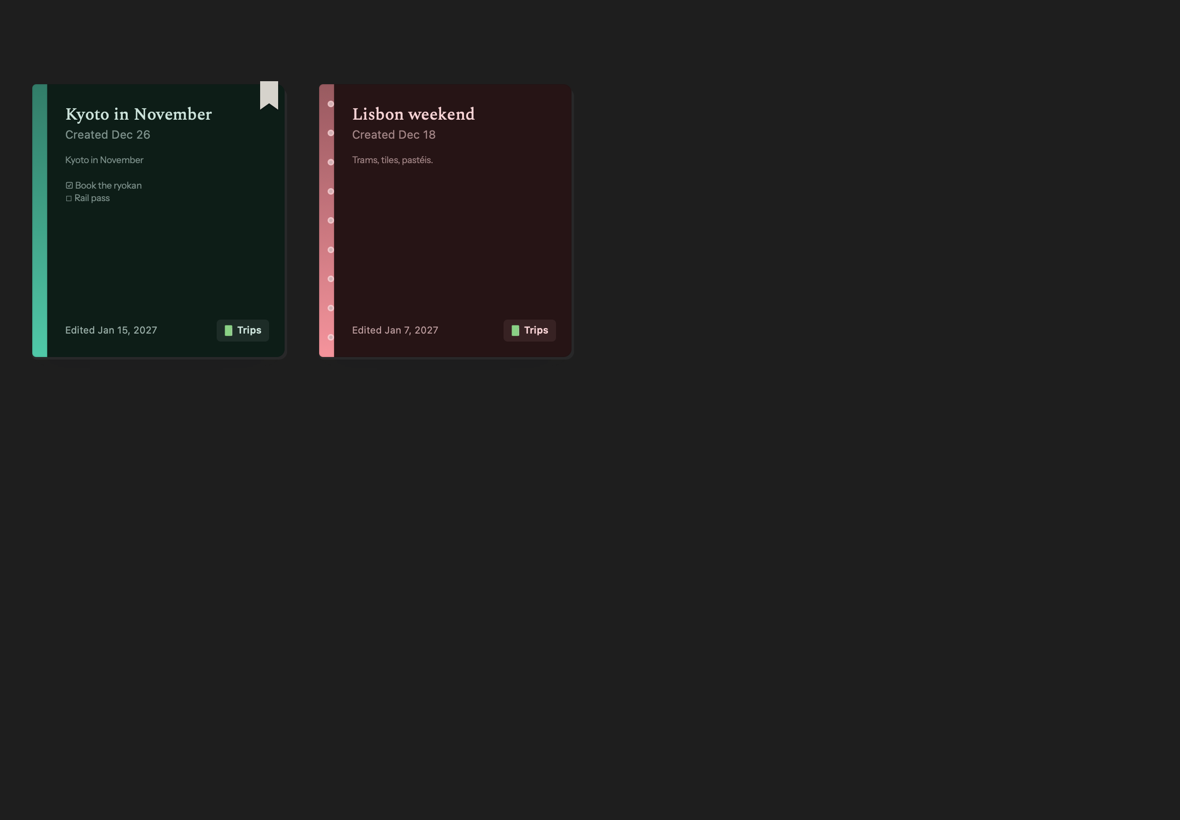 Kyoto in November
Created Dec 26
Kyoto in November
☑ Book the ryokan
☐ Rail pass
Edited Jan 15, 2027
Trips
Lisbon weekend
Created Dec 18
Trams, tiles, pastéis.
Edited Jan 7, 2027
Trips